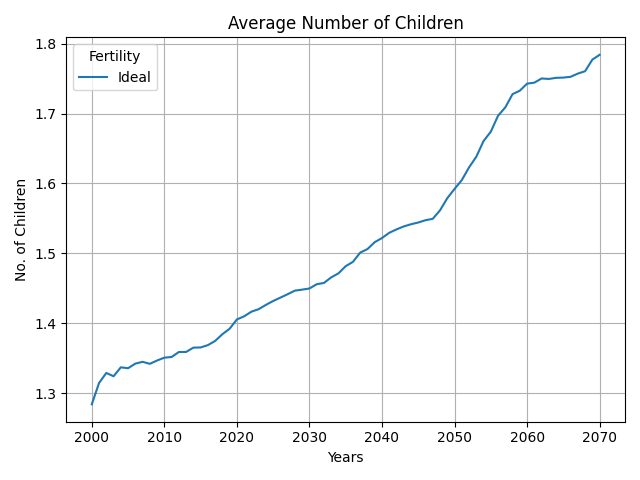 Average Number of Children
Fertility
Ideal
No. of Children
1.8
1.7
1.6
1.5
1.4
1.3
2000 2010 2020 2030 2040 2050 2060 2070
Years